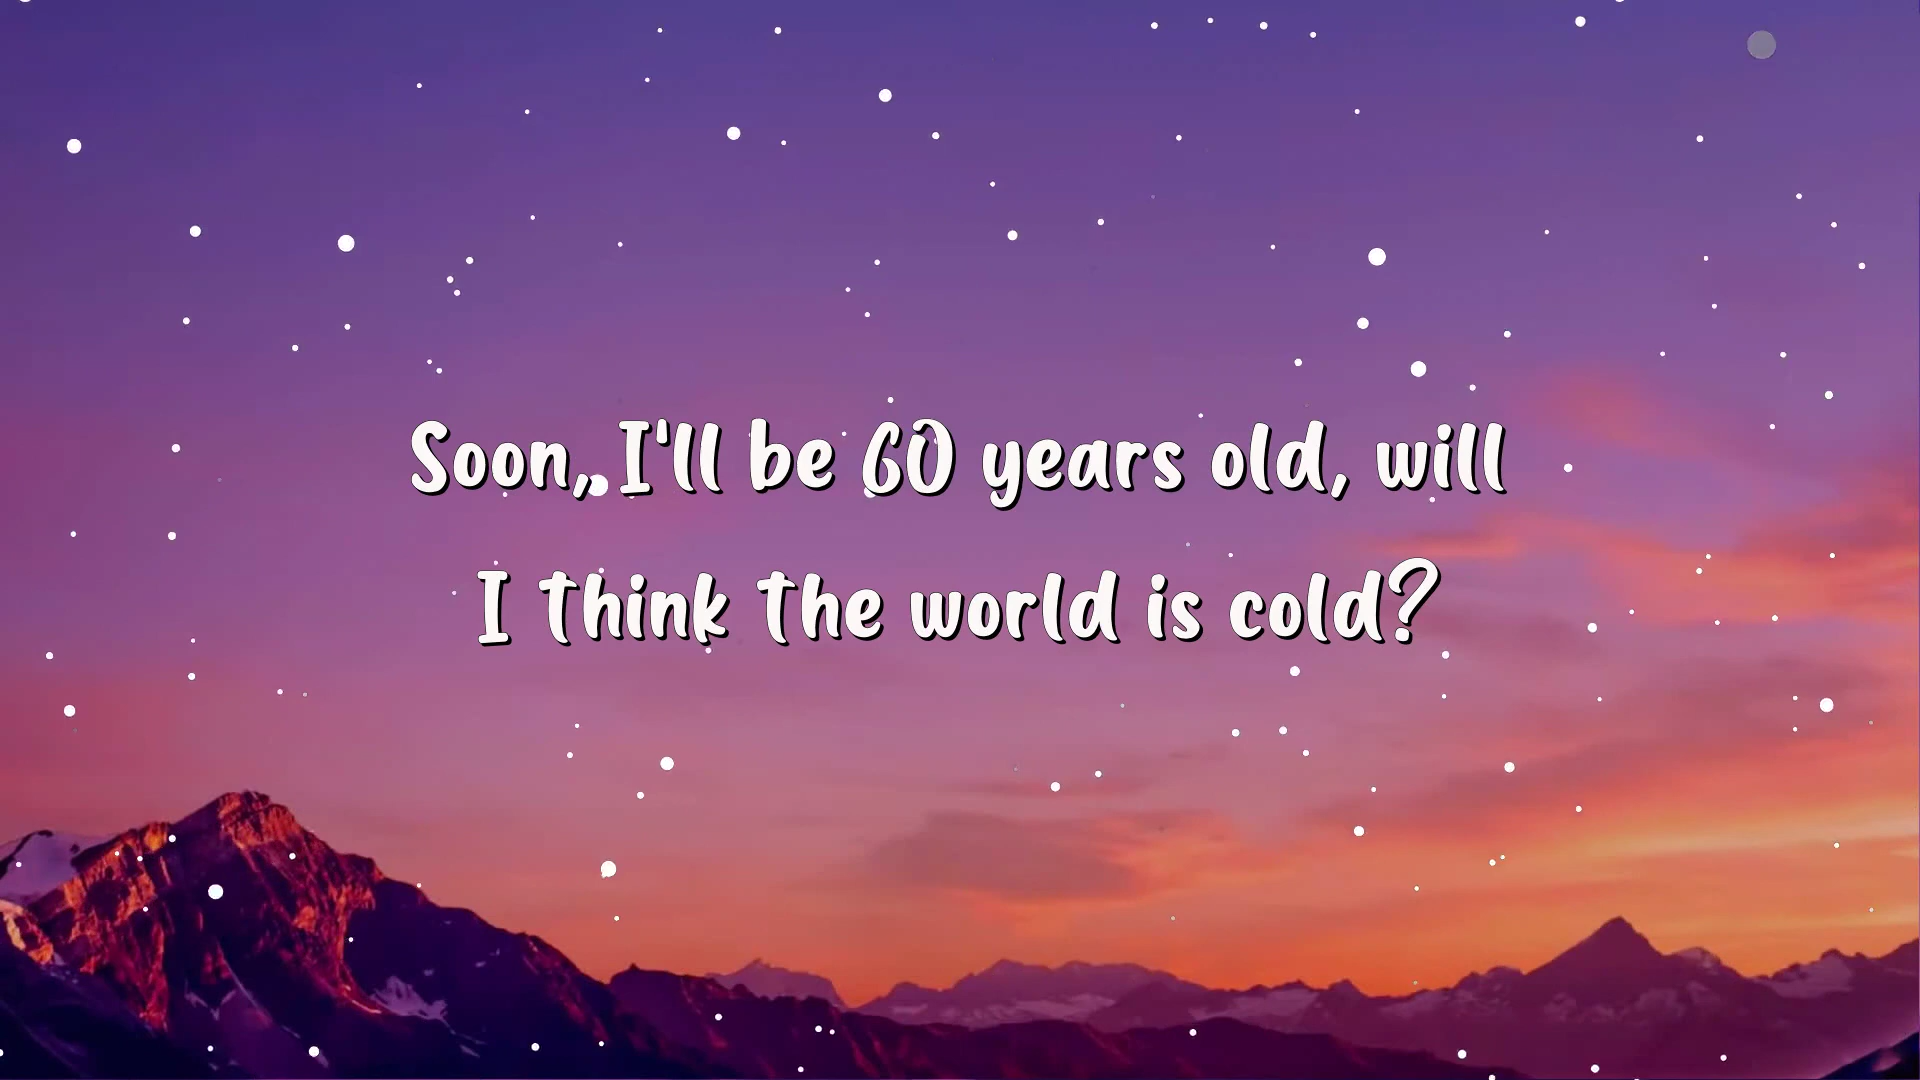 Soon, I'll be 60 years old, will
I think the world is cold?